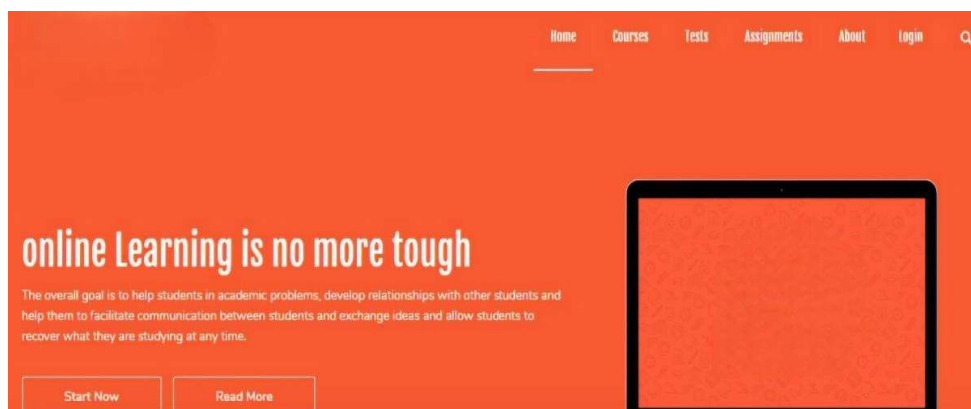 Home Courses Tests Assignments About Login
online Learning is no more tough
The overall goal is to help students in academic problems, develop relationships with other students and
help them to facilitate communication between students and exchange ideas and allow students to
recover what they are studying at any time.
Start Now Read More